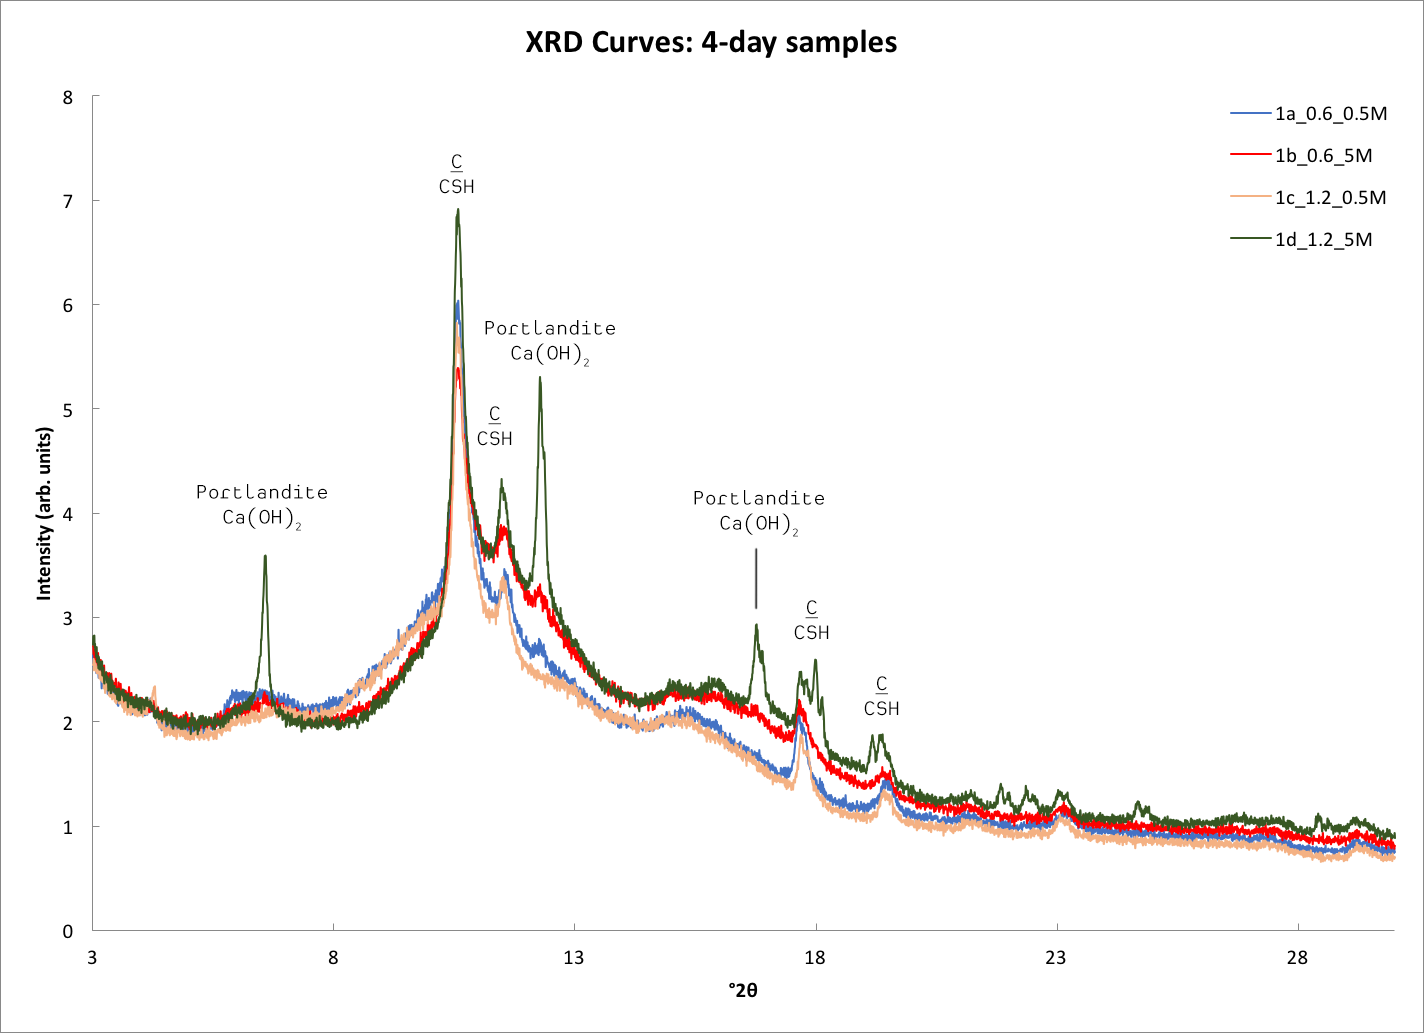 XRD Curves: 4-day samples
8
7
6
5
4
3
2
1
0
Intensity (arb. units)
1a_0.6_0.5M
1b_0.6_5M
1c_1.2_0.5M
1d_1.2_5M
C
CSH
Portlandite
Ca(OH)₂
C
CSH
Portlandite
Ca(OH)₂
Portlandite
Ca(OH)₂
C
CSH
C
CSH
3 8 13 18 23 28
°2θ